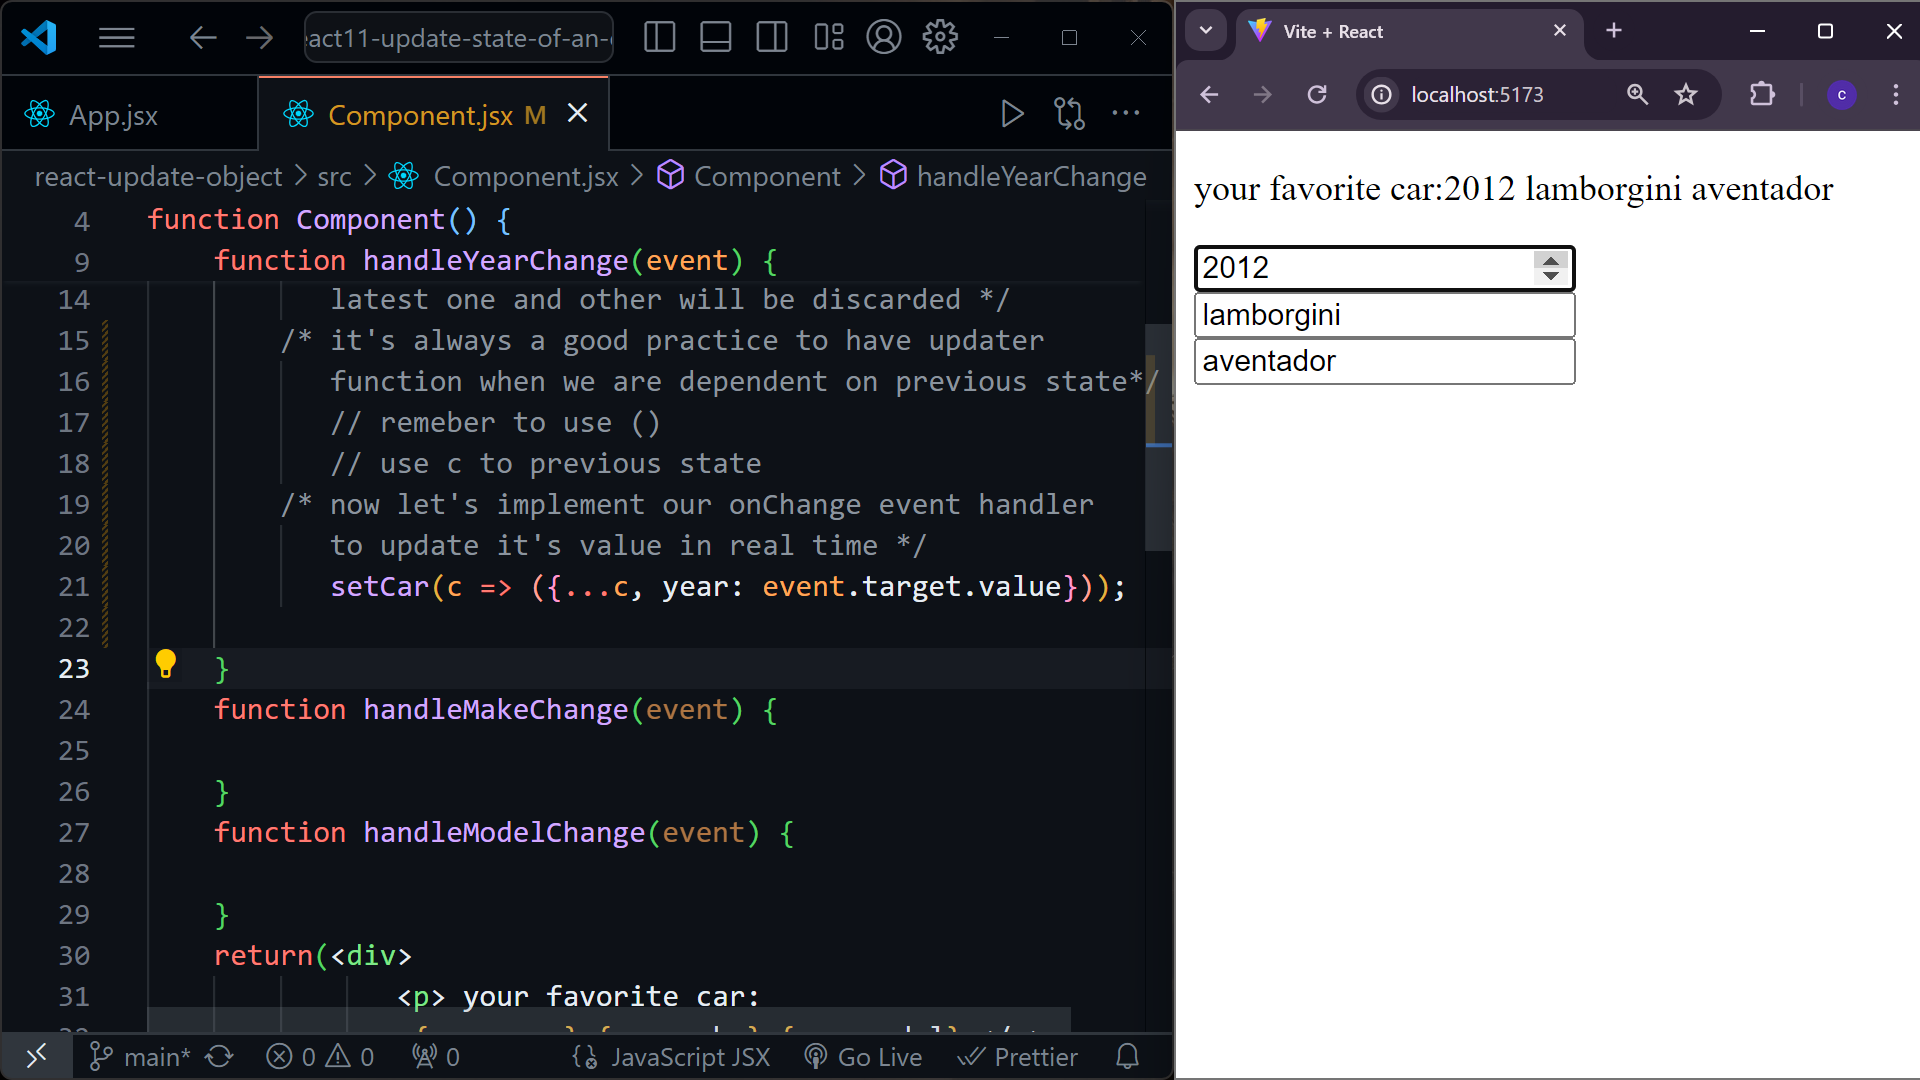 act11-update-state-of-an-
App.jsx
Component.jsx M
react-update-object > src > Component.jsx > Component > handleYearChange
4 function Component() {
9 function handleYearChange(event) {
14 latest one and other will be discarded */
15 /* it's always a good practice to have updater
16 function when we are dependent on previous state*/
17 // remeber to use ()
18 // use c to previous state
19 /* now let's implement our onChange event handler
20 to update it's value in real time */
21 setCar(c => ({...c, year: event.target.value}));
22
23 }
24 function handleMakeChange(event) {
25
26 }
27 function handleModelChange(event) {
28
29 }
30 return(<div>
31 <p> your favorite car:
main* 0 0 0 JavaScript JSX Go Live Prettier
Vite + React
localhost:5173
c
your favorite car:2012 lamborgini aventador
2012
lamborgini
aventador